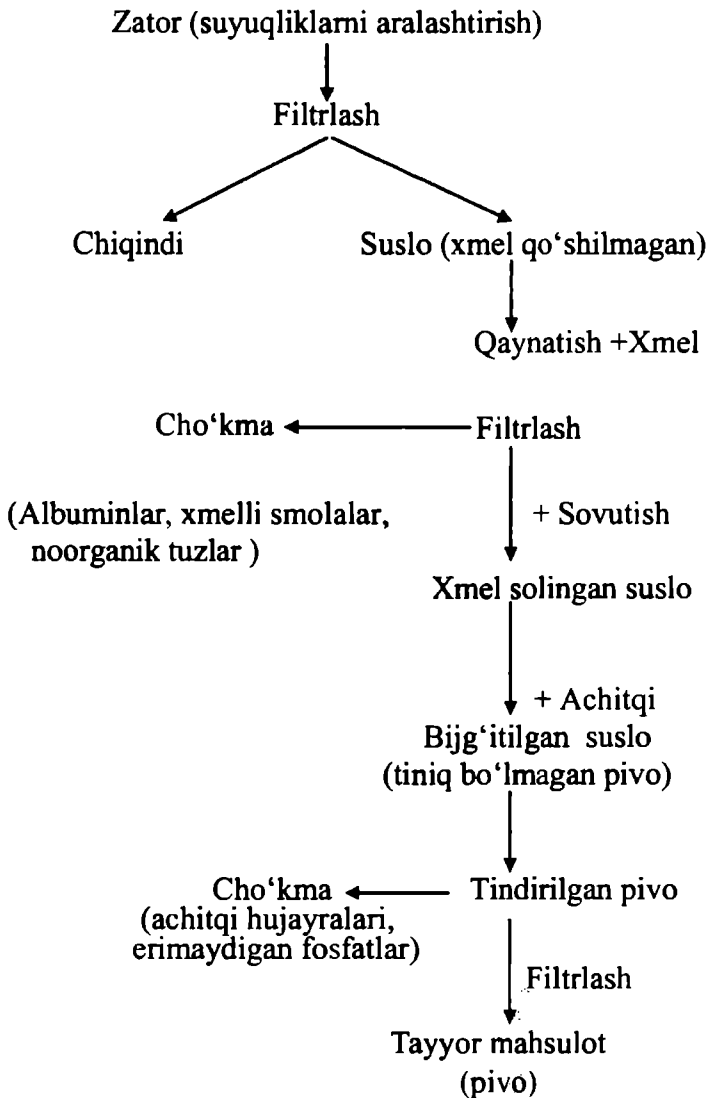 Zator (suyuqliklarni aralashtirish)
Filtrlash
Chiqindi
Suslo (xmel qo‘shilmagan)
Qaynatish +Xmel
Cho‘kma
Filtrlash
(Albuminlar, xmelli smolalar,
noorganik tuzlar )
+ Sovutish
Xmel solingan suslo
+ Achitqi
Bijg‘itilgan suslo
(tiniq bo‘lmagan pivo)
Cho‘kma
Tindirilgan pivo
(achitqi hujayralari,
erimaydigan fosfatlar)
Filtrlash
Tayyor mahsulot
(pivo)